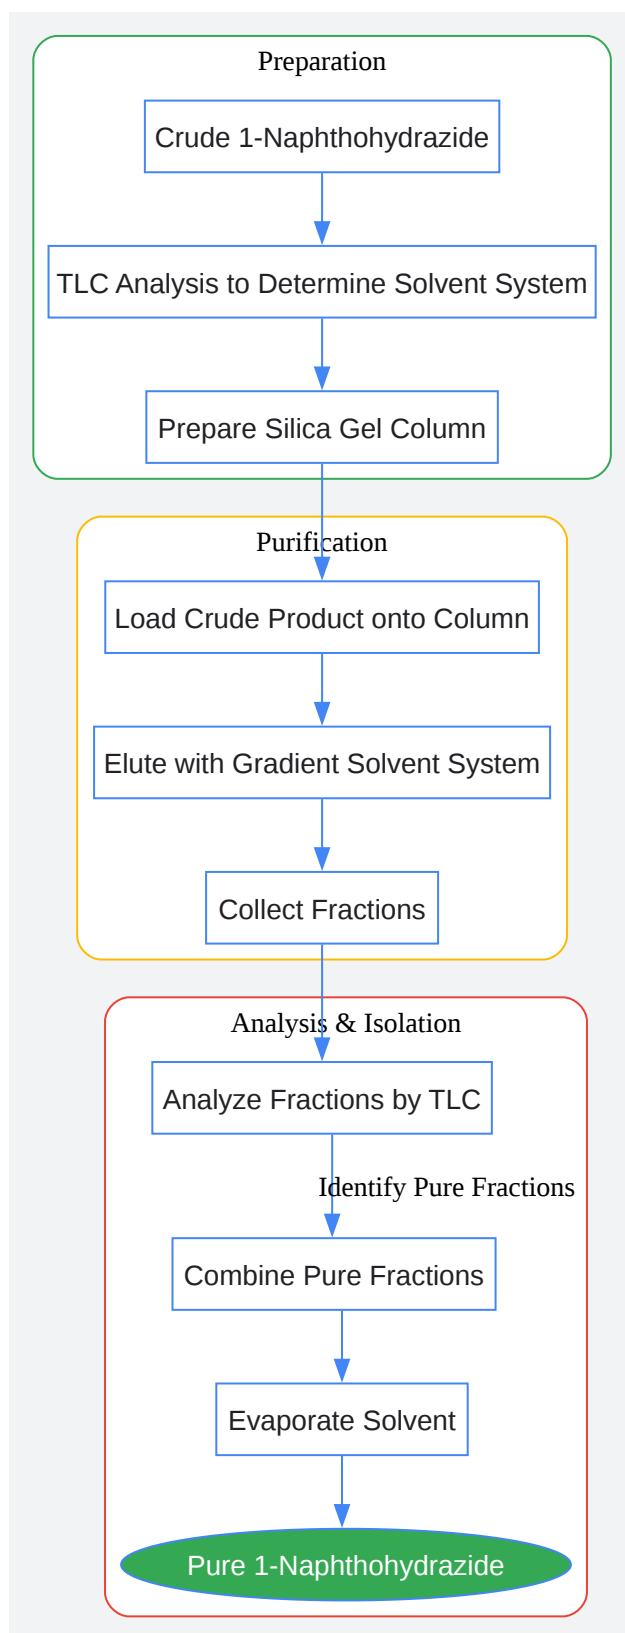 Preparation
Crude 1-Naphthohydrazide
TLC Analysis to Determine Solvent System
Prepare Silica Gel Column
Purification
Load Crude Product onto Column
Elute with Gradient Solvent System
Collect Fractions
Analysis & Isolation
Analyze Fractions by TLC
Identify Pure Fractions
Combine Pure Fractions
Evaporate Solvent
Pure 1-Naphthohydrazide